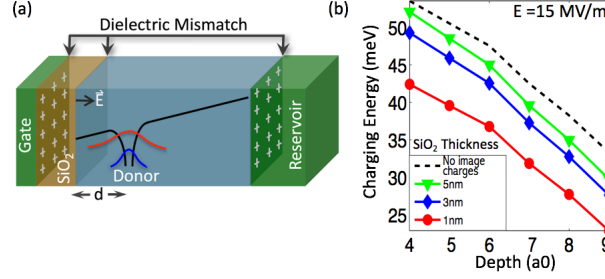 (a)
Dielectric Mismatch
Gate
SiO2
E
Donor
d
Reservoir
(b)
E =15 MV/m
Charging Energy (meV)
50
45
40
35
30
25
SiO2 Thickness
No image
charges
5nm
3nm
1nm
4 5 6 7 8 9
Depth (a0)